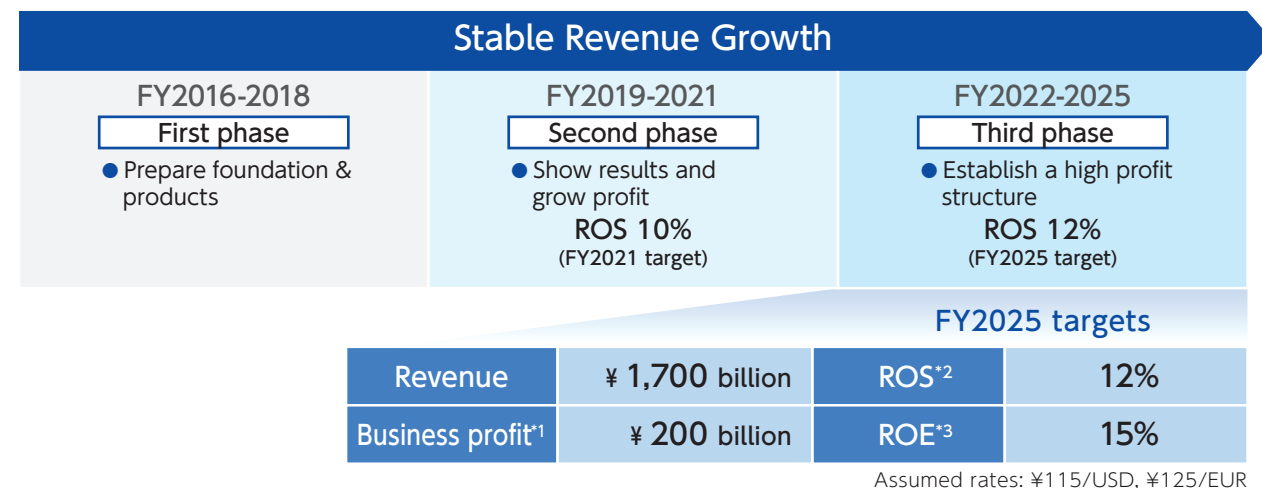 Stable Revenue Growth
FY2016-2018
First phase
● Prepare foundation &
products
FY2019-2021
Second phase
● Show results and
grow profit
ROS 10%
(FY2021 target)
FY2022-2025
Third phase
● Establish a high profit
structure
ROS 12%
(FY2025 target)
FY2025 targets
Revenue ¥ 1,700 billion ROS*2 12%
Business profit*1 ¥ 200 billion ROE*3 15%
Assumed rates: ¥115/USD, ¥125/EUR